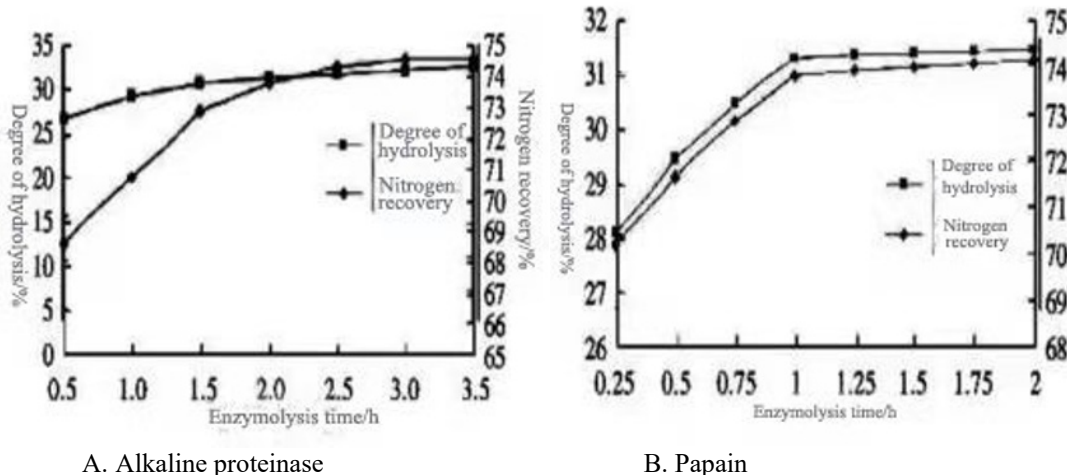 35
30
25
20
15
10
5
0
Degree of hydrolysis/%
75
74
73
72
71
70
69
68
67
66
65
Nitrogen recovery/%
Degree of
hydrolysis
Nitrogen
recovery
0.5 1.0 1.5 2.0 2.5 3.0 3.5
Enzymolysis time/h
A. Alkaline proteinase
32
31
30
29
28
27
26
Degree of hydrolysis/%
75
74
73
72
71
70
69
68
Degree of
hydrolysis
Nitrogen
recovery
0.25 0.5 0.75 1 1.25 1.5 1.75 2
Enzymolysis time/h
B. Papain